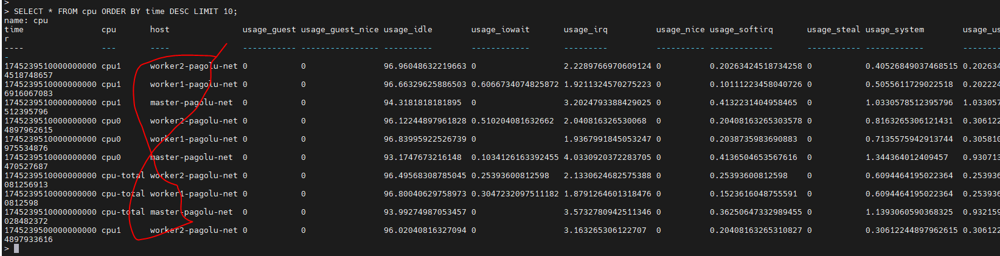 >
> SELECT * FROM cpu ORDER BY time DESC LIMIT 10;
name: cpu
time cpu host usage_guest usage_guest_nice usage_idle usage_iowait usage_irq usage_nice usage_softirq usage_steal usage_system usage_us
r
---- --- ---- ----------- ---------------- ---------- ------------ --------- ---------- ------------- ----------- ------------ --------
-
1745239510000000000 cpu1 worker2-pagolu-net 0 0 96.96048632219663 0 2.2289766970609124 0 0.20263424518734258 0 0.40526849037468515 0.202634
4518748657
1745239510000000000 cpu1 worker1-pagolu-net 0 0 96.66329625886503 0.6066734074825872 1.9211324570275223 0 0.10111223458040726 0 0.5055611729022518 0.202224
6916067083
1745239510000000000 cpu1 master-pagolu-net 0 0 94.31818181181895 0 3.2024793388429025 0 0.4132231404958465 0 1.0330578512395796 1.033057
512395796
1745239510000000000 cpu0 worker2-pagolu-net 0 0 96.12244897961828 0.510204081632662 2.040816326530068 0 0.20408163265303578 0 0.8163265306121431 0.306122
4897962615
1745239510000000000 cpu0 worker1-pagolu-net 0 0 96.83995922526739 0 1.9367991845053247 0 0.2038735983690883 0 0.7135575942913744 0.305810
975534876
1745239510000000000 cpu0 master-pagolu-net 0 0 93.1747673216148 0.1034126163392455 4.0330920372283705 0 0.4136504653567616 0 1.344364012409457 0.930713
470527687
1745239510000000000 cpu-total worker2-pagolu-net 0 0 96.49568308785045 0.25393600812598 2.1330624682575388 0 0.25393600812598 0 0.6094464195022364 0.253936
081256913
1745239510000000000 cpu-total worker1-pagolu-net 0 0 96.80040629758973 0.3047232097511182 1.8791264601318476 0 0.1523616048755591 0 0.6094464195022364 0.253936
0812598
1745239510000000000 cpu-total master-pagolu-net 0 0 93.99274987053457 0 3.5732780942511346 0 0.36250647332989455 0 1.1393060590368325 0.932159
028482372
1745239500000000000 cpu1 worker2-pagolu-net 0 0 96.02040816327094 0 3.163265306122707 0 0.20408163265310827 0 0.30612244897962615 0.306122
4897933616
>